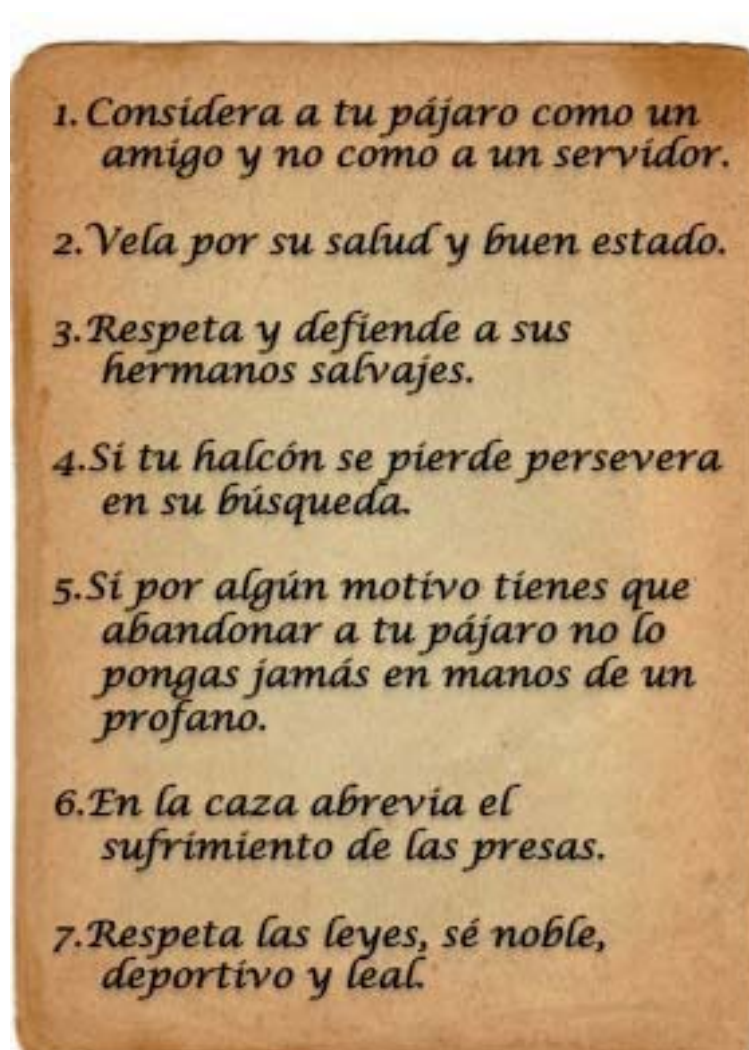 1. Considera a tu pájaro como un
amigo y no como a un servidor.
2. Vela por su salud y buen estado.
3. Respeta y defiende a sus
hermanos salvajes.
4. Si tu halcón se pierde persevera
en su búsqueda.
5. Si por algún motivo tienes que
abandonar a tu pájaro no lo
pongas jamás en manos de un
profano.
6. En la caza abrevia el
sufrimiento de las presas.
7. Respeta las leyes, sé noble,
deportivo y leal.